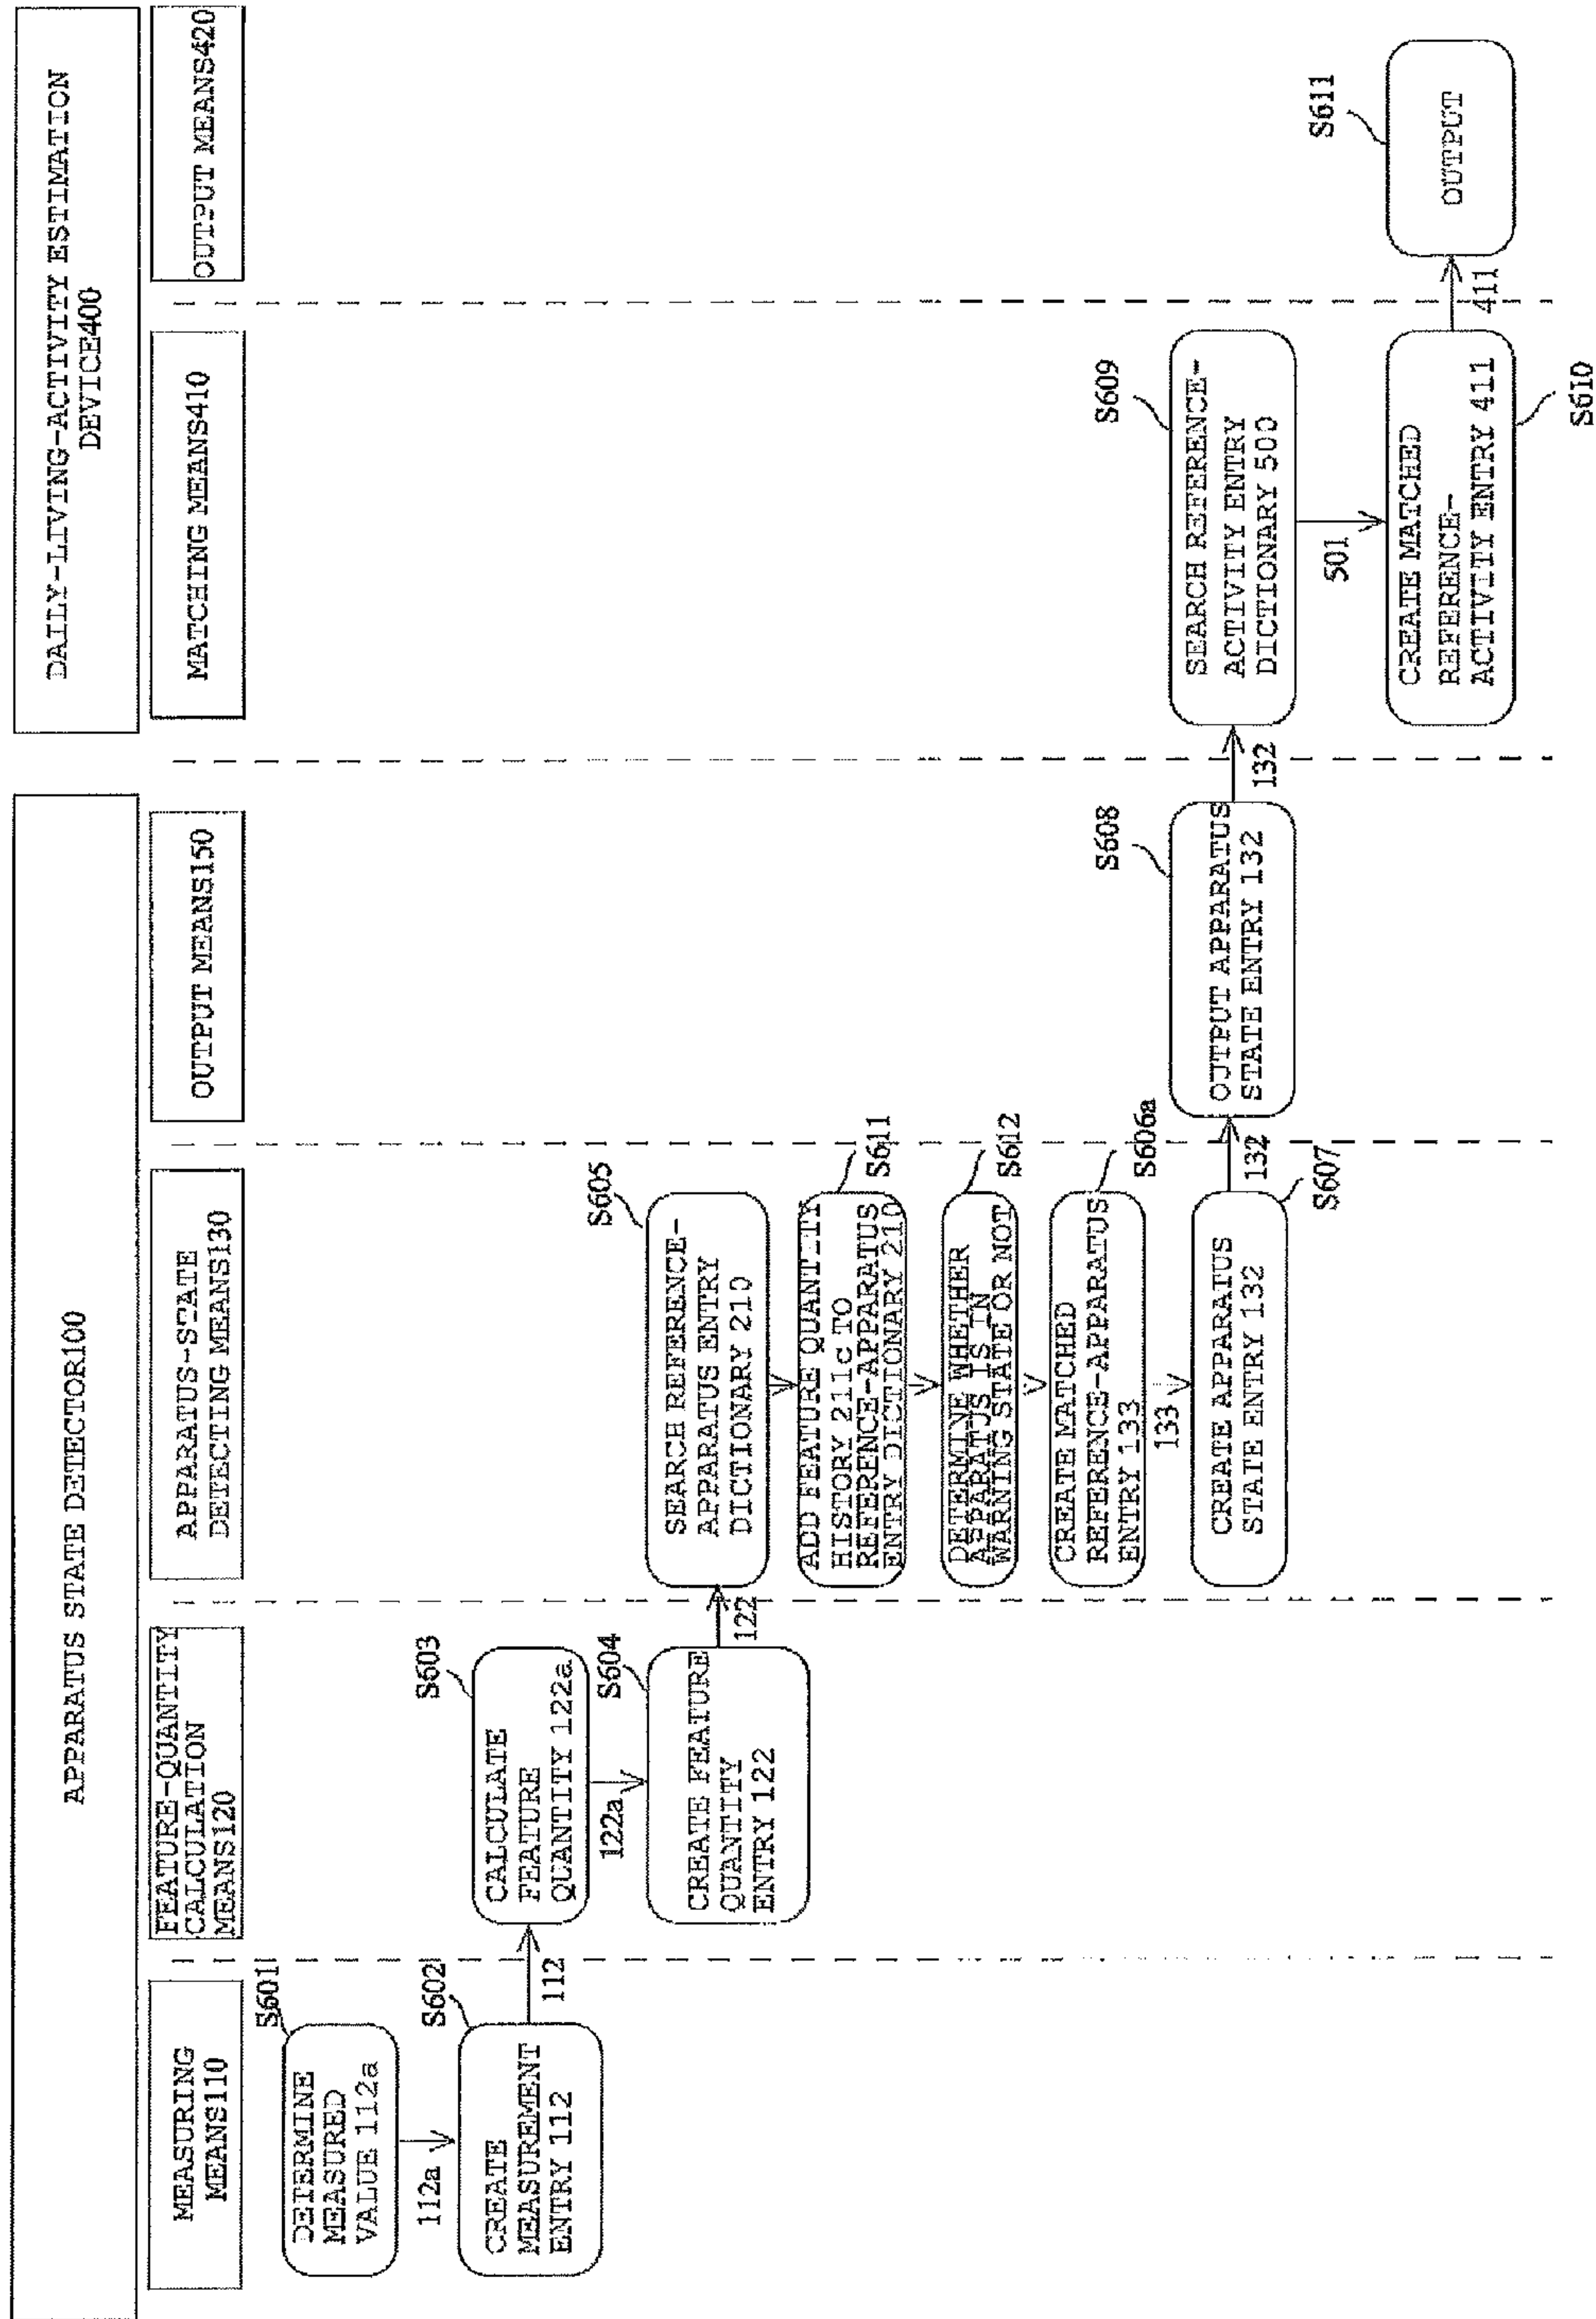 APPARATUS STATE DETECTOR100
DAILY-LIVING-ACTIVITY ESTIMATION
DEVICE400
MEASURING
MEANS110
FEATURE-QUANTITY
CALCULATION
MEANS120
APPARATUS-STATE
DETECTING MEANS130
OUTPUT MEANS150
MATCHING MEANS410
OUTPUT MEANS420
S601
DETERMINE
MEASURED
VALUE 112a
112a
S602
CREATE
MEASUREMENT
ENTRY 112
112
S603
CALCULATE
FEATURE
QUANTITY 122a
122a
S604
CREATE FEATURE
QUANTITY
ENTRY 122
122
S605
SEARCH REFERENCE-
APPARATUS ENTRY
DICTIONARY 210
S611
ADD FEATURE QUANTITY
HISTORY 211c TO
REFERENCE-APPARATUS
ENTRY DICTIONARY 210
S612
DETERMINE WHETHER
APPARATUS IS IN
WARNING STATE OR NOT
S606a
CREATE MATCHED
REFERENCE-APPARATUS
ENTRY 133
133
S607
CREATE APPARATUS
STATE ENTRY 132
132
S608
OUTPUT APPARATUS
STATE ENTRY 132
132
S609
SEARCH REFERENCE-
ACTIVITY ENTRY
DICTIONARY 500
501
CREATE MATCHED
REFERENCE-
ACTIVITY ENTRY 411
S610
411
S611
OUTPUT